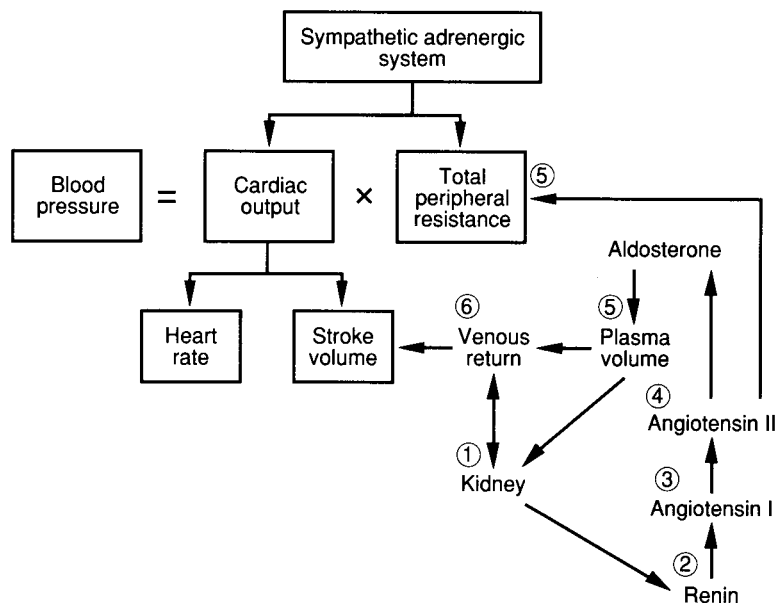 Sympathetic adrenergic
system
Blood
pressure
=
Cardiac
output
×
Total
peripheral
resistance
⑤
Aldosterone
Heart
rate
Stroke
volume
⑥
Venous
return
⑤
Plasma
volume
④
Angiotensin II
①
Kidney
③
Angiotensin I
②
Renin